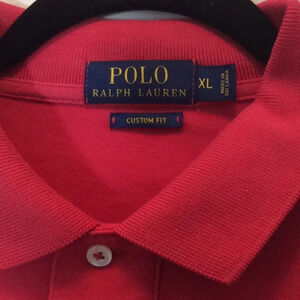 POLO
RALPH LAUREN
XL
MADE IN
SRI LANKA
CUSTOM FIT